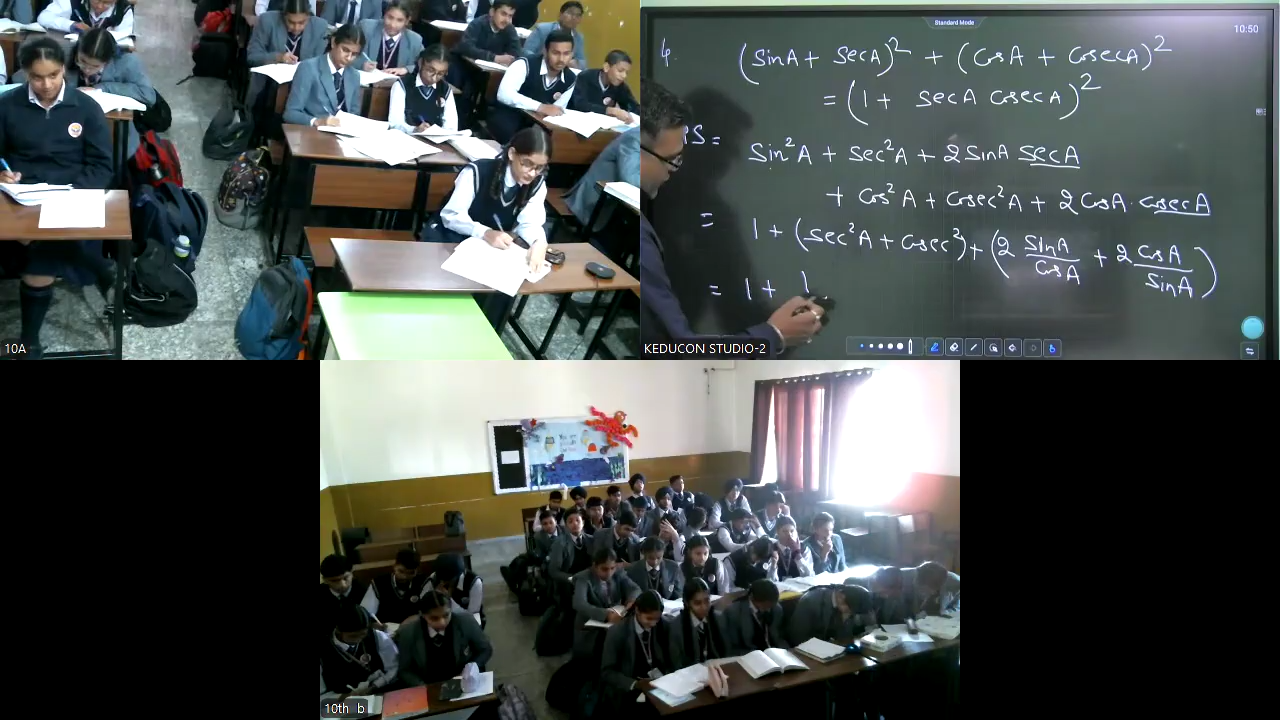 Standard Mode
10:50
4. (sinA + secA)² + (cosA + cosecA)²
= (1 + secA cosecA)²
S = sin²A + sec²A + 2 sinA secA
+ cos²A + cosec²A + 2 cosA · cosecA
= 1 + (sec²A + cosec²) + (2 sinA/cosA + 2 cosA/sinA)
= 1 + 1
10A
KEDUCON STUDIO-2
10th b